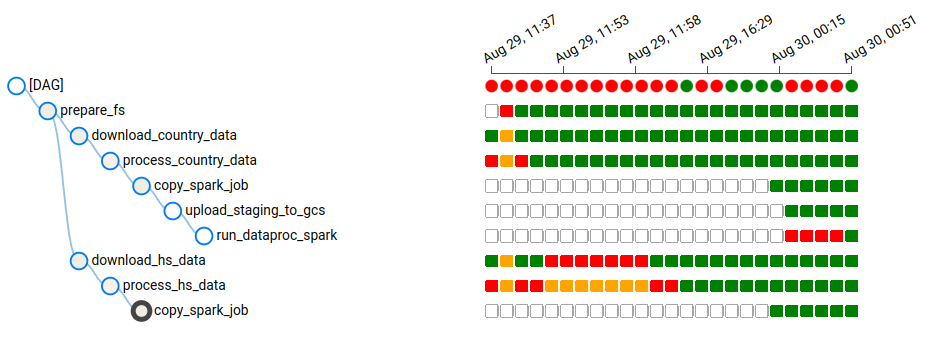 Aug 29, 11:37
Aug 29, 11:53
Aug 29, 11:58
Aug 29, 16:29
Aug 30, 00:15
Aug 30, 00:51
[DAG]
prepare_fs
download_country_data
process_country_data
copy_spark_job
upload_staging_to_gcs
run_dataproc_spark
download_hs_data
process_hs_data
copy_spark_job